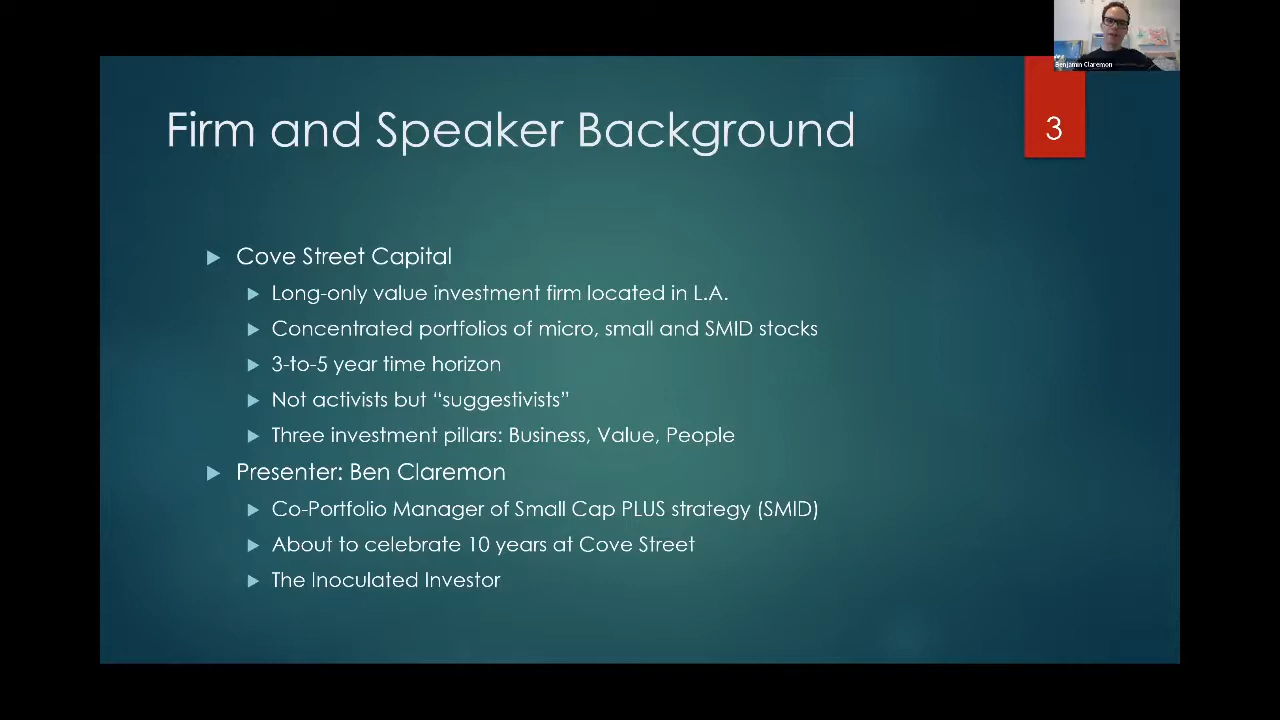 Benjamin Claremon
Firm and Speaker Background
3
Cove Street Capital
Long-only value investment firm located in L.A.
Concentrated portfolios of micro, small and SMID stocks
3-to-5 year time horizon
Not activists but “suggestivists”
Three investment pillars: Business, Value, People
Presenter: Ben Claremon
Co-Portfolio Manager of Small Cap PLUS strategy (SMID)
About to celebrate 10 years at Cove Street
The Inoculated Investor